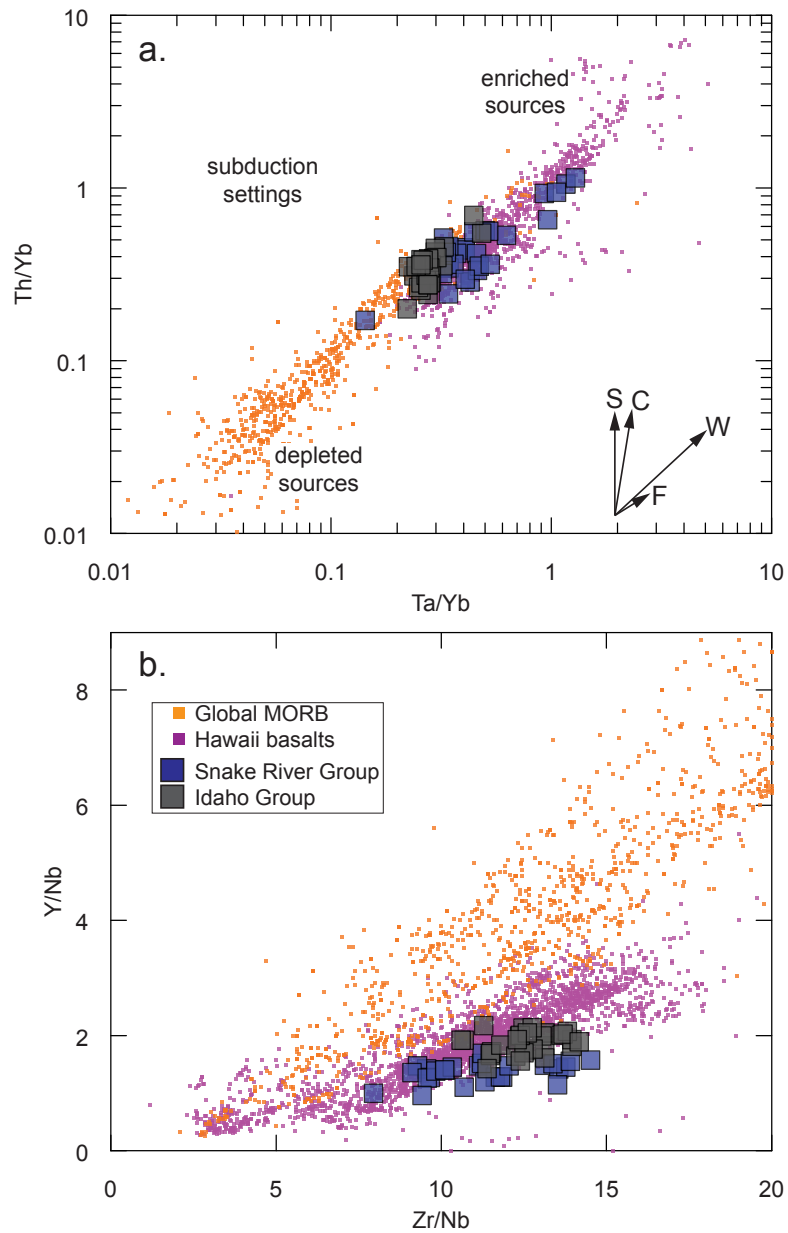 a.
10
enriched
sources
subduction
settings
1
Th/Yb
0.1
S
C
W
F
depleted
sources
0.01
0.01
0.1
1
10
Ta/Yb
b.
8
Global MORB
Hawaii basalts
Snake River Group
Idaho Group
6
Y/Nb
4
2
0
0
5
10
15
20
Zr/Nb